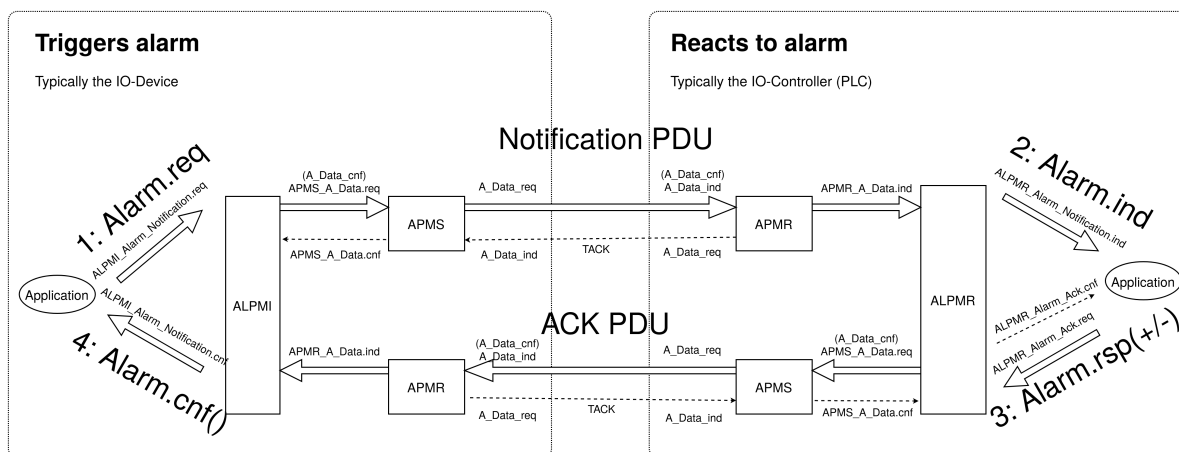 Triggers alarm
Typically the IO-Device
Reacts to alarm
Typically the IO-Controller (PLC)
Notification PDU
1: Alarm.req
ALPMI_Alarm_Notification.req
(A_Data_cnf)
APMS_A_Data.req
A_Data_req
(A_Data_cnf)
A_Data_ind
APMR_A_Data.ind
2: Alarm.ind
ALPMR_Alarm_Notification.ind
APMS
APMR
APMS_A_Data.cnf
A_Data_ind
TACK
A_Data_req
Application
ALPMI
ALPMR
Application
ALPMI_Alarm_Notification.cnf
4: Alarm.cnf()
ACK PDU
APMR_A_Data.ind
(A_Data_cnf)
A_Data_ind
A_Data_req
(A_Data_cnf)
APMS_A_Data.req
ALPMR_Alarm_Ack.cnf
ALPMR_Alarm_Ack.req
3: Alarm.rsp(+/-)
APMR
APMS
A_Data_req
TACK
A_Data_ind
APMS_A_Data.cnf